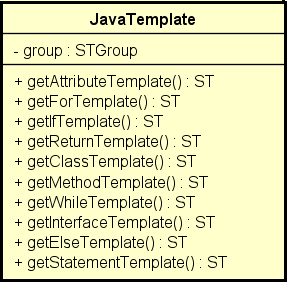 JavaTemplate
- group : STGroup
+ getAttributeTemplate() : ST
+ getForTemplate() : ST
+ getIfTemplate() : ST
+ getReturnTemplate() : ST
+ getClassTemplate() : ST
+ getMethodTemplate() : ST
+ getWhileTemplate() : ST
+ getInterfaceTemplate() : ST
+ getElseTemplate() : ST
+ getStatementTemplate() : ST